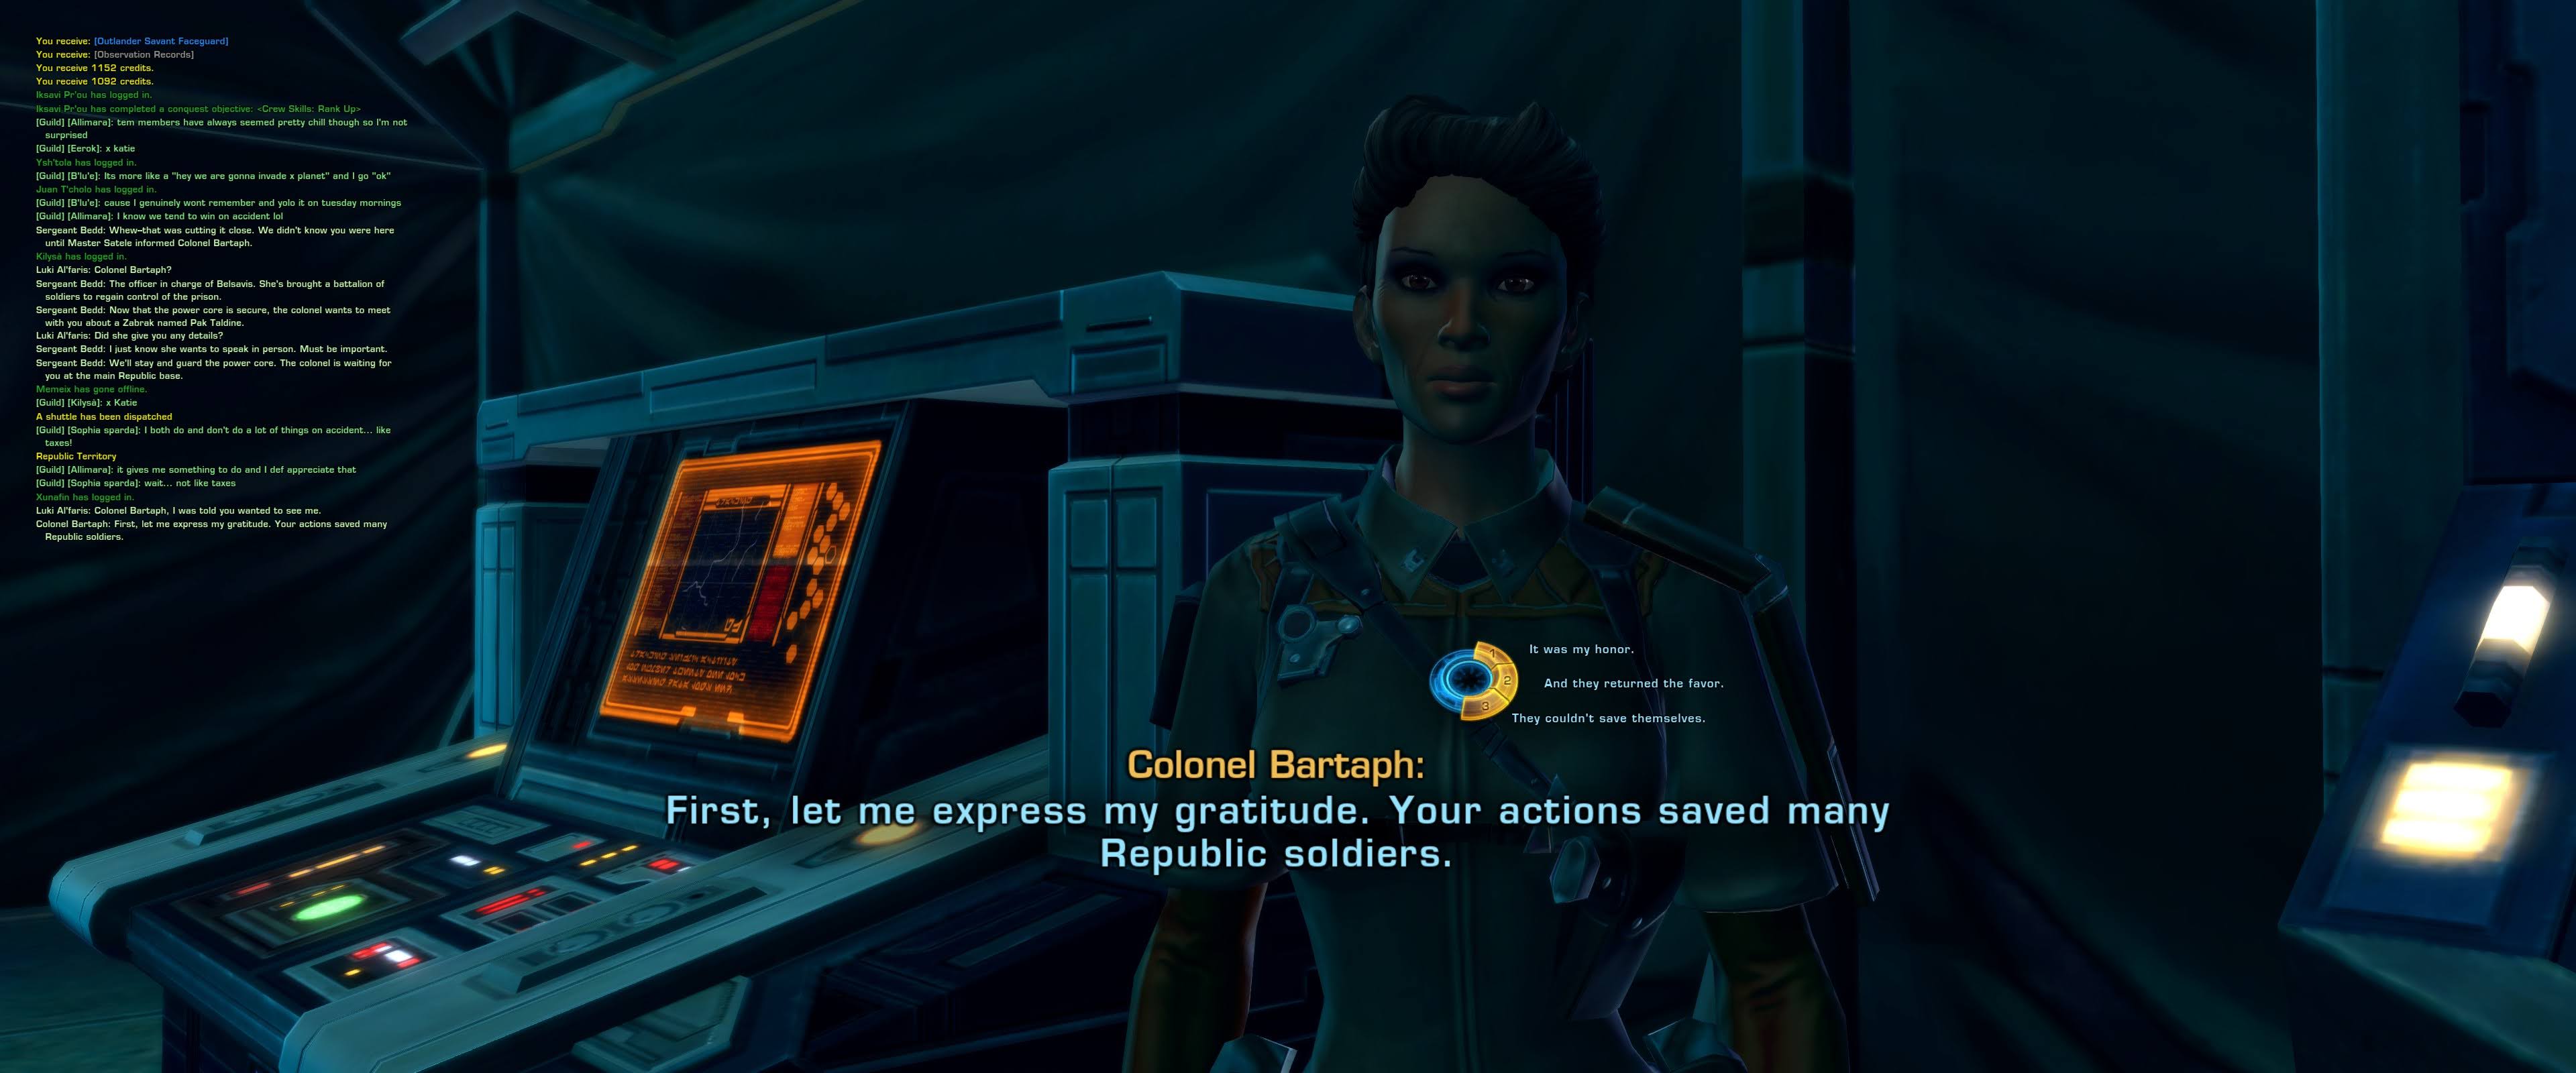 You receive: [Outlander Savant Faceguard]
You receive: [Observation Records]
You receive 1152 credits.
You receive 1092 credits.
Iksavi Pr'ou has logged in.
Iksavi Pr'ou has completed a conquest objective: <Crew Skills: Rank Up>
[Guild] [Allimara]: tem members have always seemed pretty chill though so I'm not
surprised
[Guild] [Eerok]: x katie
Ysh'tola has logged in.
[Guild] [B'lu'e]: Its more like a "hey we are gonna invade x planet" and I go "ok"
Juan T'cholo has logged in.
[Guild] [B'lu'e]: cause I genuinely wont remember and yolo it on tuesday mornings
[Guild] [Allimara]: I know we tend to win on accident lol
Sergeant Bedd: Whew–that was cutting it close. We didn't know you were here
until Master Satele informed Colonel Bartaph.
Kilysà has logged in.
Luki Al'faris: Colonel Bartaph?
Sergeant Bedd: The officer in charge of Belsavis. She's brought a battalion of
soldiers to regain control of the prison.
Sergeant Bedd: Now that the power core is secure, the colonel wants to meet
with you about a Zabrak named Pak Taldine.
Luki Al'faris: Did she give you any details?
Sergeant Bedd: I just know she wants to speak in person. Must be important.
Sergeant Bedd: We'll stay and guard the power core. The colonel is waiting for
you at the main Republic base.
Memeix has gone offline.
[Guild] [Kilysà]: x Katie
A shuttle has been dispatched
[Guild] [Sophia sparda]: I both do and don't do a lot of things on accident... like
taxes!
Republic Territory
[Guild] [Allimara]: it gives me something to do and I def appreciate that
[Guild] [Sophia sparda]: wait... not like taxes
Xunafin has logged in.
Luki Al'faris: Colonel Bartaph, I was told you wanted to see me.
Colonel Bartaph: First, let me express my gratitude. Your actions saved many
Republic soldiers.
1 It was my honor.
2 And they returned the favor.
3 They couldn't save themselves.
Colonel Bartaph:
First, let me express my gratitude. Your actions saved many
Republic soldiers.